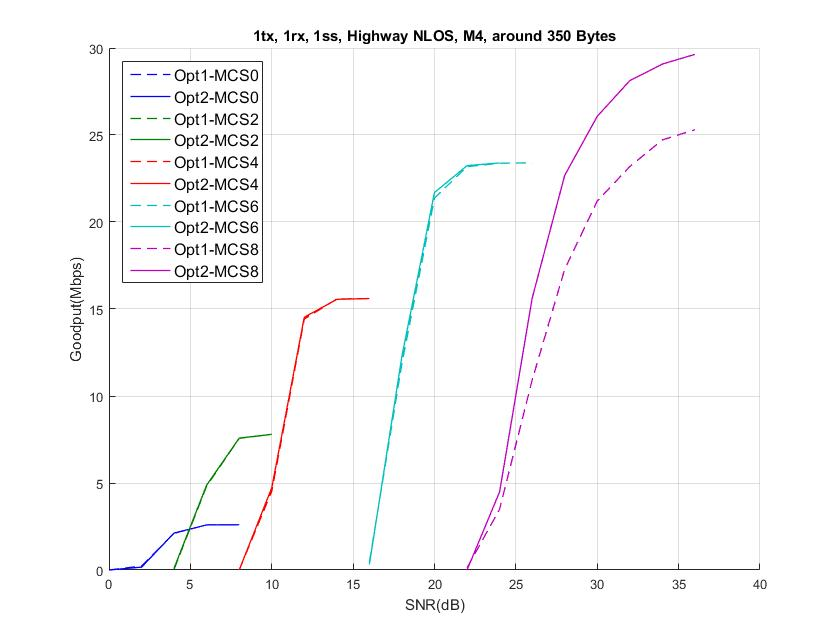 1tx, 1rx, 1ss, Highway NLOS, M4, around 350 Bytes
30
25
20
15
10
5
0
Goodput(Mbps)
Opt1-MCS0
Opt2-MCS0
Opt1-MCS2
Opt2-MCS2
Opt1-MCS4
Opt2-MCS4
Opt1-MCS6
Opt2-MCS6
Opt1-MCS8
Opt2-MCS8
0 5 10 15 20 25 30 35 40
SNR(dB)